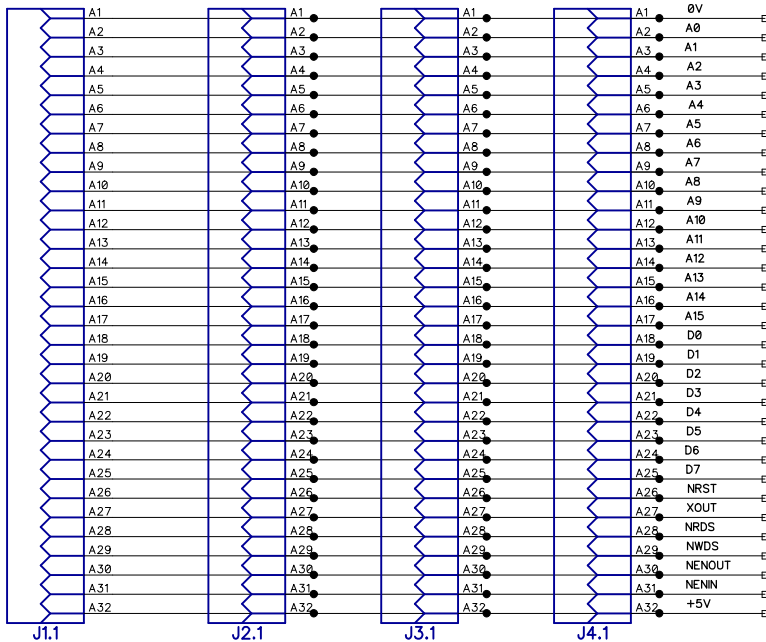 A1 A1 A1 A1 0V
A2 A2 A2 A2 A0
A3 A3 A3 A3 A1
A4 A4 A4 A4 A2
A5 A5 A5 A5 A3
A6 A6 A6 A6 A4
A7 A7 A7 A7 A5
A8 A8 A8 A8 A6
A9 A9 A9 A9 A7
A10 A10 A10 A10 A8
A11 A11 A11 A11 A9
A12 A12 A12 A12 A10
A13 A13 A13 A13 A11
A14 A14 A14 A14 A12
A15 A15 A15 A15 A13
A16 A16 A16 A16 A14
A17 A17 A17 A17 A15
A18 A18 A18 A18 D0
A19 A19 A19 A19 D1
A20 A20 A20 A20 D2
A21 A21 A21 A21 D3
A22 A22 A22 A22 D4
A23 A23 A23 A23 D5
A24 A24 A24 A24 D6
A25 A25 A25 A25 D7
A26 A26 A26 A26 NRST
A27 A27 A27 A27 XOUT
A28 A28 A28 A28 NRDS
A29 A29 A29 A29 NWDS
A30 A30 A30 A30 NENOUT
A31 A31 A31 A31 NENIN
A32 A32 A32 A32 +5V
J1.1 J2.1 J3.1 J4.1